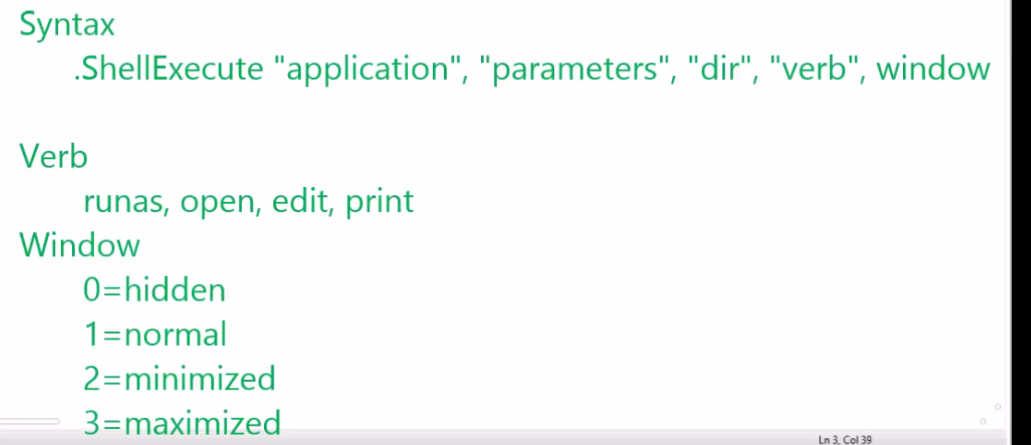 Syntax
.ShellExecute "application", "parameters", "dir", "verb", window
Verb
runas, open, edit, print
Window
0=hidden
1=normal
2=minimized
3=maximized
Ln 3, Col 39